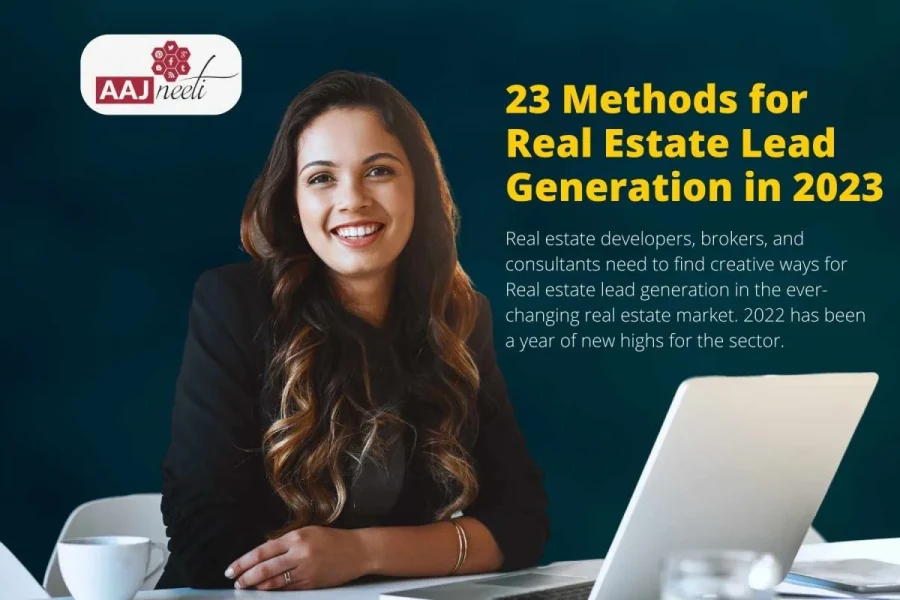 AAJ neeti
23 Methods for
Real Estate Lead
Generation in 2023
Real estate developers, brokers, and
consultants need to find creative ways for
Real estate lead generation in the ever-
changing real estate market. 2022 has been
a year of new highs for the sector.